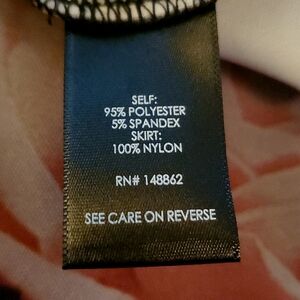 SELF:
95% POLYESTER
5% SPANDEX
SKIRT:
100% NYLON
RN# 148862
SEE CARE ON REVERSE